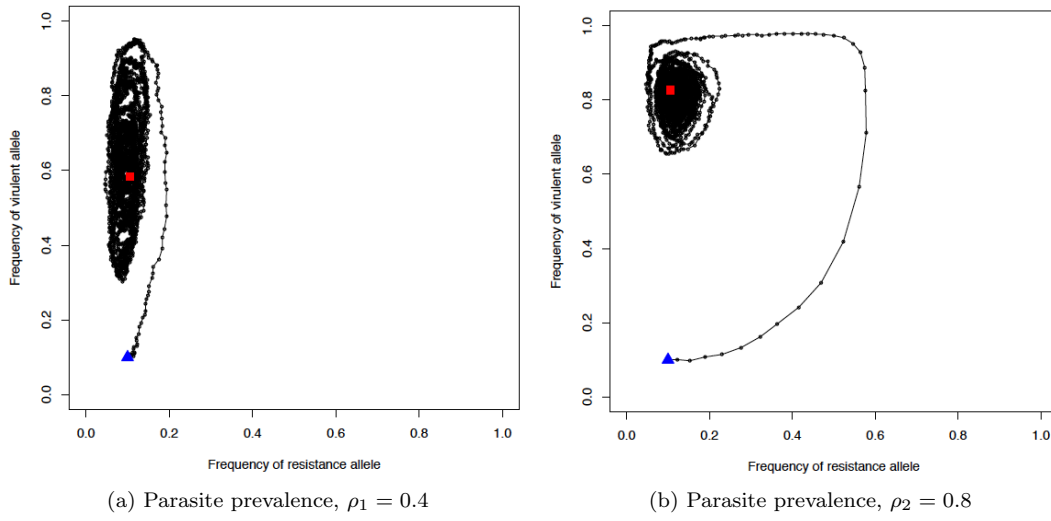 1.0
0.8
0.6
0.4
0.2
0.0
Frequency of virulent allele
0.0 0.2 0.4 0.6 0.8 1.0
Frequency of resistance allele
(a) Parasite prevalence, ρ₁ = 0.4
1.0
0.8
0.6
0.4
0.2
0.0
Frequency of virulent allele
0.0 0.2 0.4 0.6 0.8 1.0
Frequency of resistance allele
(b) Parasite prevalence, ρ₂ = 0.8